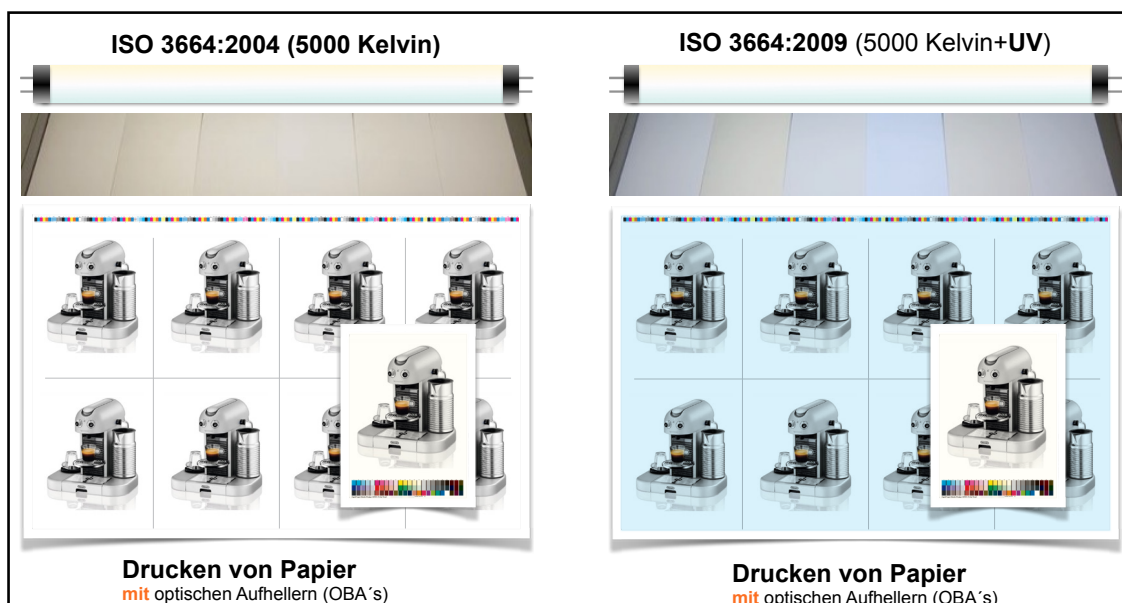 ISO 3664:2004 (5000 Kelvin)
ISO 3664:2009 (5000 Kelvin+UV)
Drucken von Papier
mit optischen Aufhellern (OBA´s)
Drucken von Papier
mit optischen Aufhellern (OBA´s)